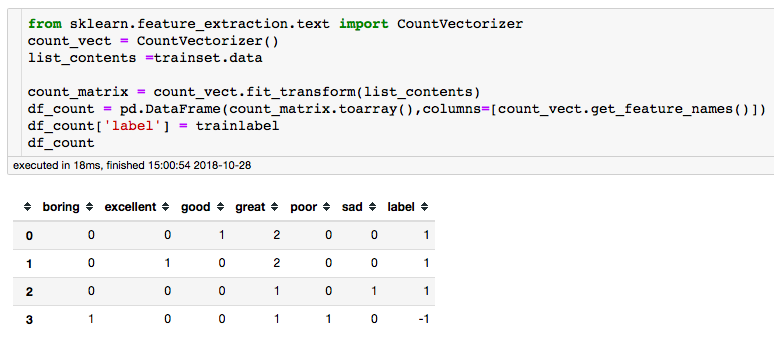 from sklearn.feature_extraction.text import CountVectorizer
count_vect = CountVectorizer()
list_contents =trainset.data
count_matrix = count_vect.fit_transform(list_contents)
df_count = pd.DataFrame(count_matrix.toarray(),columns=[count_vect.get_feature_names()])
df_count['label'] = trainlabel
df_count
executed in 18ms, finished 15:00:54 2018-10-28
boring excellent good great poor sad label
0 0 0 1 2 0 0 1
1 0 1 0 2 0 0 1
2 0 0 0 1 0 1 1
3 1 0 0 1 1 0 -1